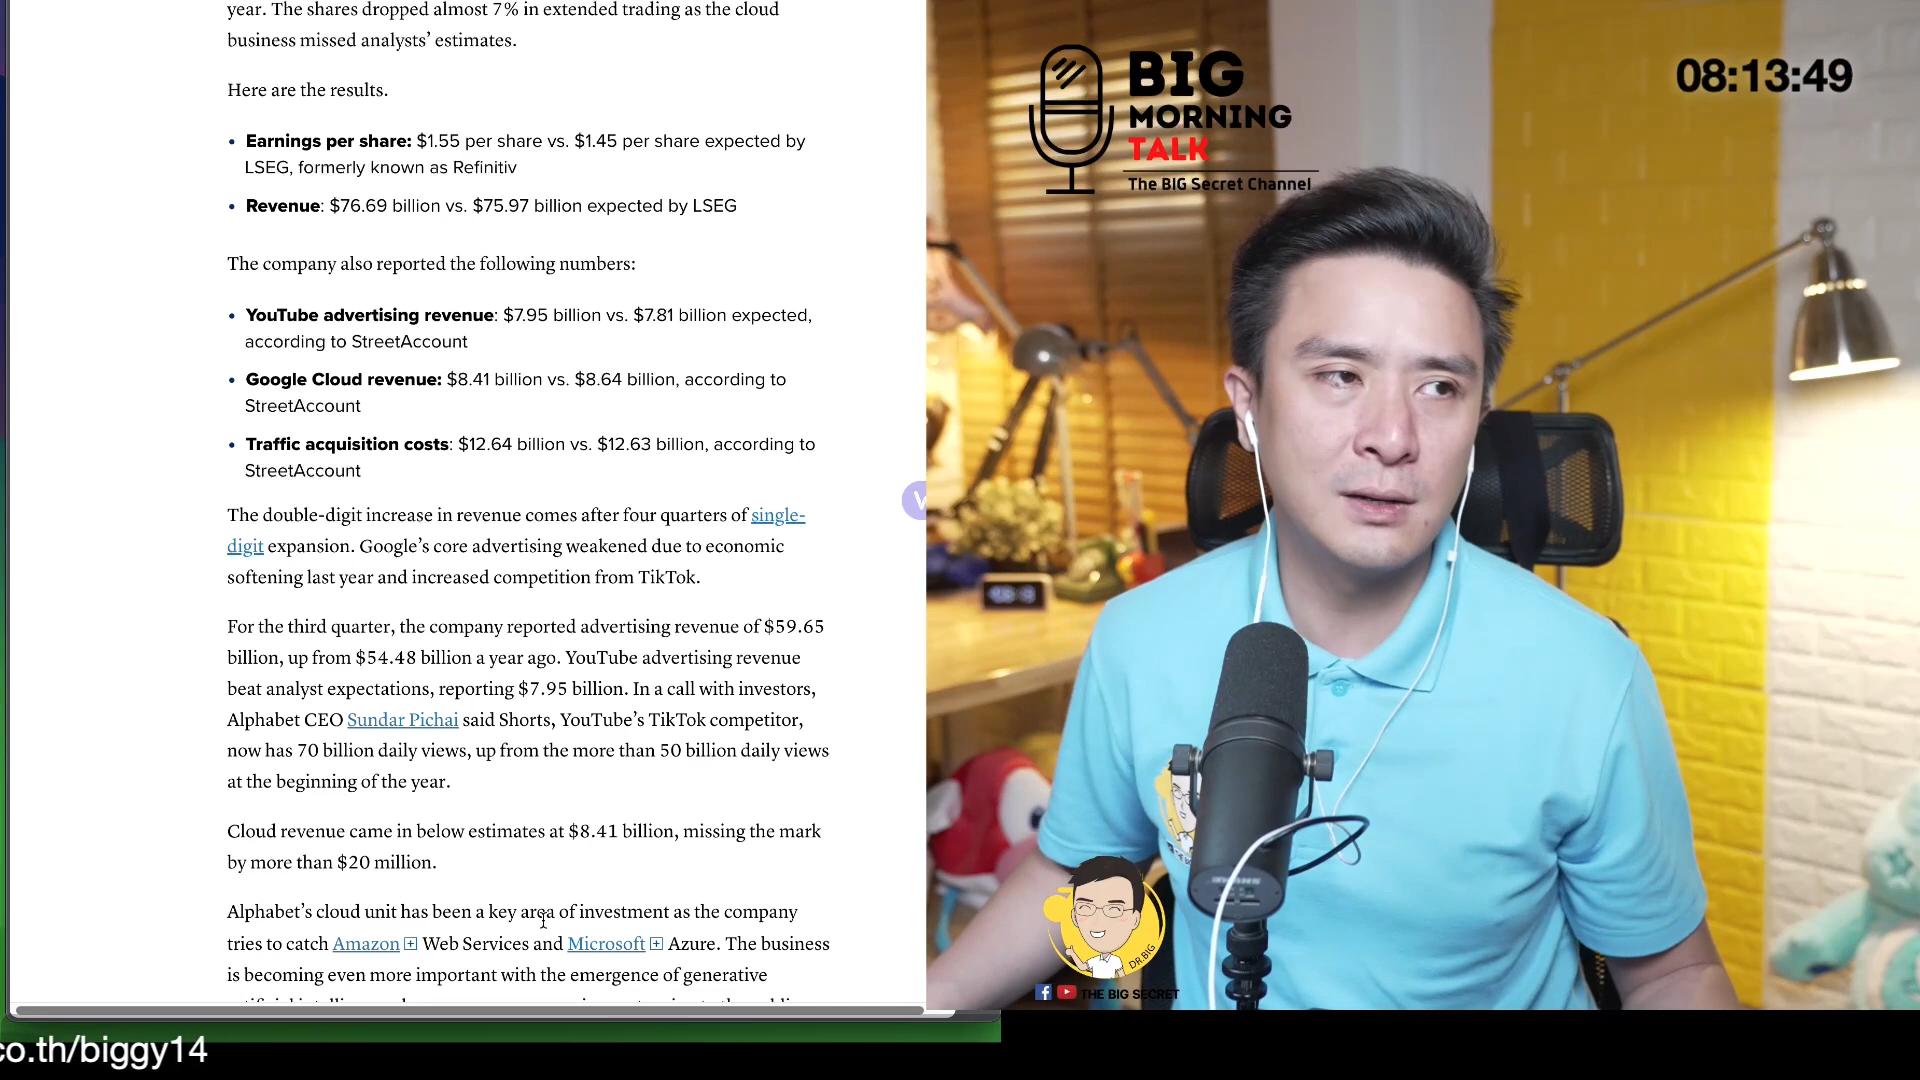 year. The shares dropped almost 7% in extended trading as the cloud
business missed analysts’ estimates.
Here are the results.
• Earnings per share: $1.55 per share vs. $1.45 per share expected by
LSEG, formerly known as Refinitiv
• Revenue: $76.69 billion vs. $75.97 billion expected by LSEG
The company also reported the following numbers:
• YouTube advertising revenue: $7.95 billion vs. $7.81 billion expected,
according to StreetAccount
• Google Cloud revenue: $8.41 billion vs. $8.64 billion, according to
StreetAccount
• Traffic acquisition costs: $12.64 billion vs. $12.63 billion, according to
StreetAccount
The double-digit increase in revenue comes after four quarters of single-
digit expansion. Google’s core advertising weakened due to economic
softening last year and increased competition from TikTok.
For the third quarter, the company reported advertising revenue of $59.65
billion, up from $54.48 billion a year ago. YouTube advertising revenue
beat analyst expectations, reporting $7.95 billion. In a call with investors,
Alphabet CEO Sundar Pichai said Shorts, YouTube’s TikTok competitor,
now has 70 billion daily views, up from the more than 50 billion daily views
at the beginning of the year.
Cloud revenue came in below estimates at $8.41 billion, missing the mark
by more than $20 million.
Alphabet’s cloud unit has been a key area of investment as the company
tries to catch Amazon Web Services and Microsoft Azure. The business
is becoming even more important with the emergence of generative
BIG
MORNING
TALK
The BIG Secret Channel
08:13:49
DR.BIG
THE BIG SECRET
co.th/biggy14